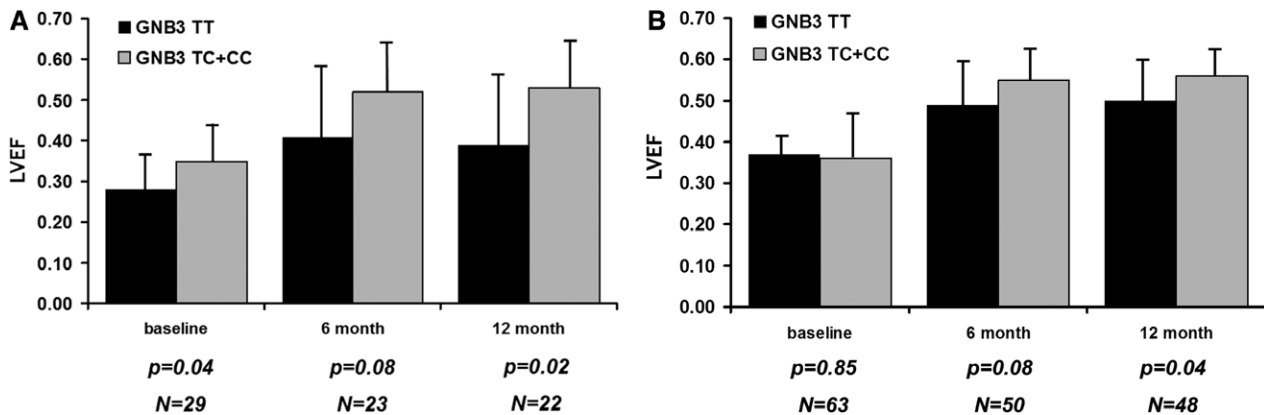 A
0.70
0.60
0.50
0.40
0.30
0.20
0.10
0.00
LVEF
GNB3 TT
GNB3 TC+CC
baseline 6 month 12 month
p=0.04 p=0.08 p=0.02
N=29 N=23 N=22
B
0.70
0.60
0.50
0.40
0.30
0.20
0.10
0.00
LVEF
GNB3 TT
GNB3 TC+CC
baseline 6 month 12 month
p=0.85 p=0.08 p=0.04
N=63 N=50 N=48